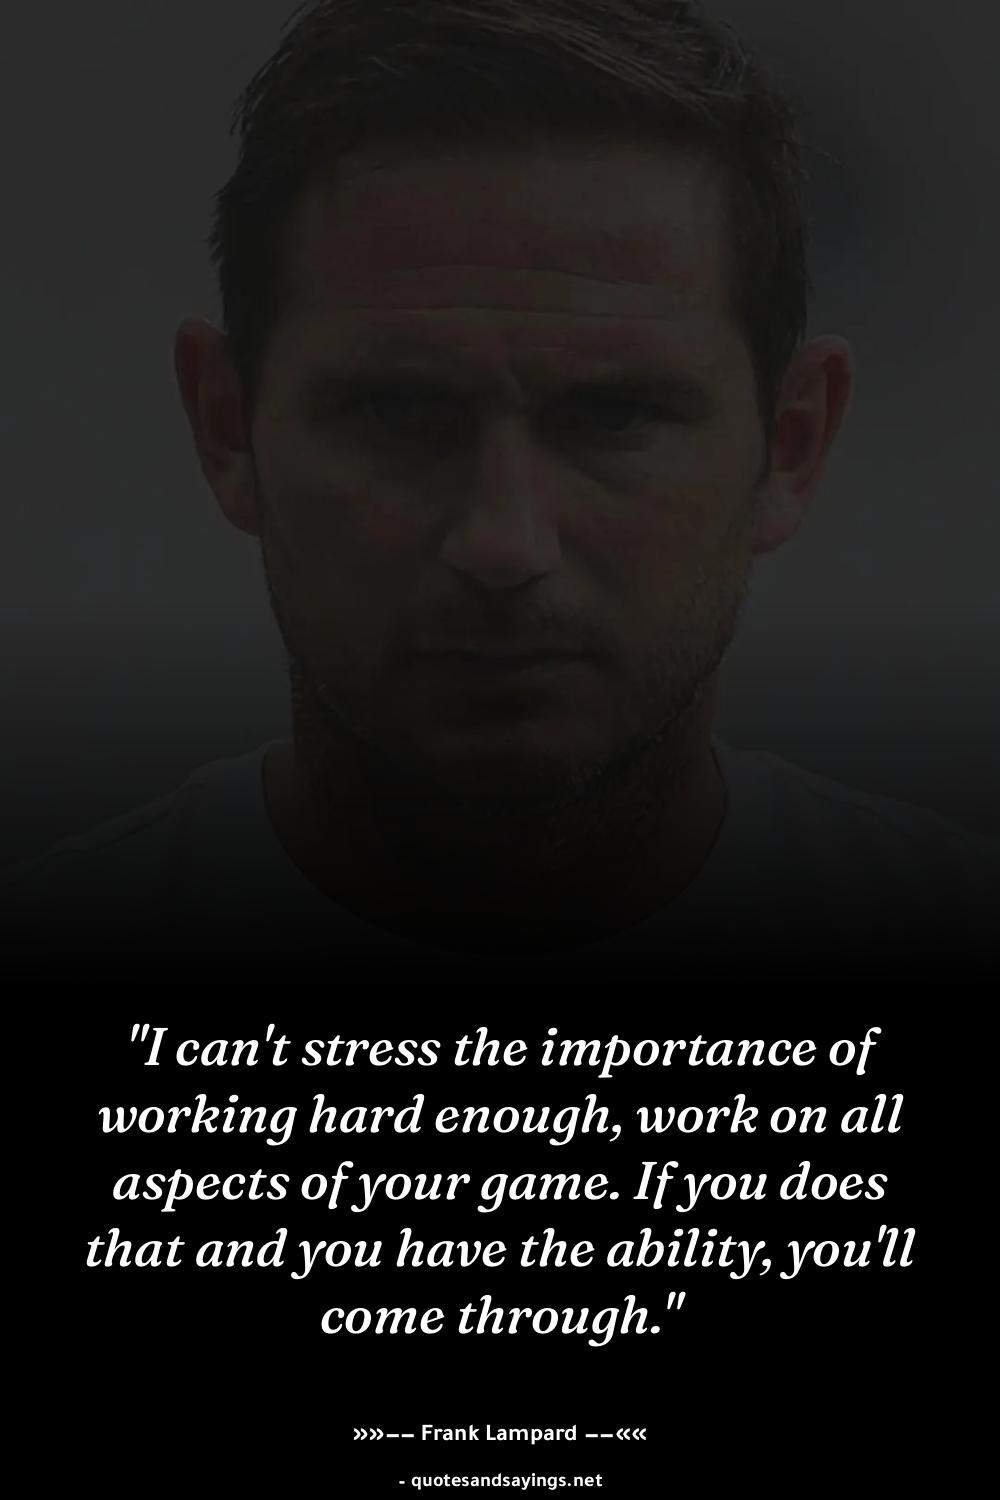 "I can't stress the importance of
working hard enough, work on all
aspects of your game. If you does
that and you have the ability, you'll
come through."
»»–– Frank Lampard ––««
- quotesandsayings.net